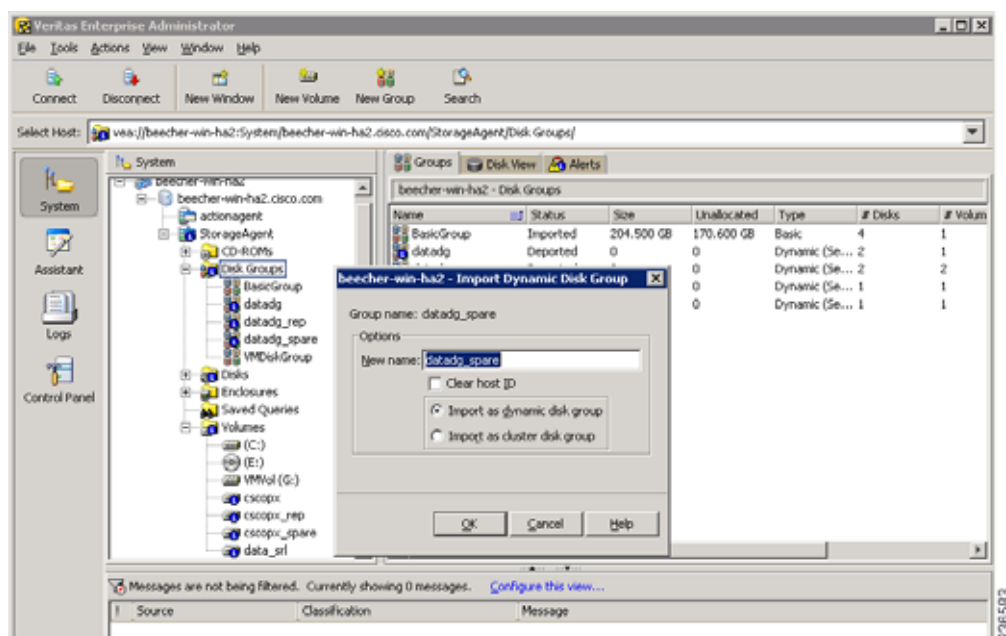 Veritas Enterprise Administrator
File Tools Actions View Window Help
Connect Disconnect New Window New Volume New Group Search
Select Host: vea://beecher-win-ha2:System/beecher-win-ha2.cisco.com/StorageAgent/Disk Groups/
System
Assistant
Logs
Control Panel
System
beecher-win-ha2
beecher-win-ha2.cisco.com
actionagent
StorageAgent
CD-ROMs
Disk Groups
BasicGroup
datadg
datadg_rep
datadg_spare
VMDiskGroup
Disks
Enclosures
Saved Queries
Volumes
(C:)
(E:)
VMVol (G:)
cscopx
cscopx_rep
cscopx_spare
data_srl
Groups Disk View Alerts
beecher-win-ha2 - Disk Groups
Name Status Size Unallocated Type # Disks # Volum
BasicGroup Imported 204.500 GB 170.600 GB Basic 4 1
datadg Deported 0 0 Dynamic (Se... 2 1
0 Dynamic (Se... 2 2
0 Dynamic (Se... 1 1
0 Dynamic (Se... 1 1
beecher-win-ha2 - Import Dynamic Disk Group
Group name: datadg_spare
Options
New name: datadg_spare
Clear host ID
Import as dynamic disk group
Import as cluster disk group
OK Cancel Help
Messages are not being filtered. Currently showing 0 messages. Configure this view...
! Source Classification Message